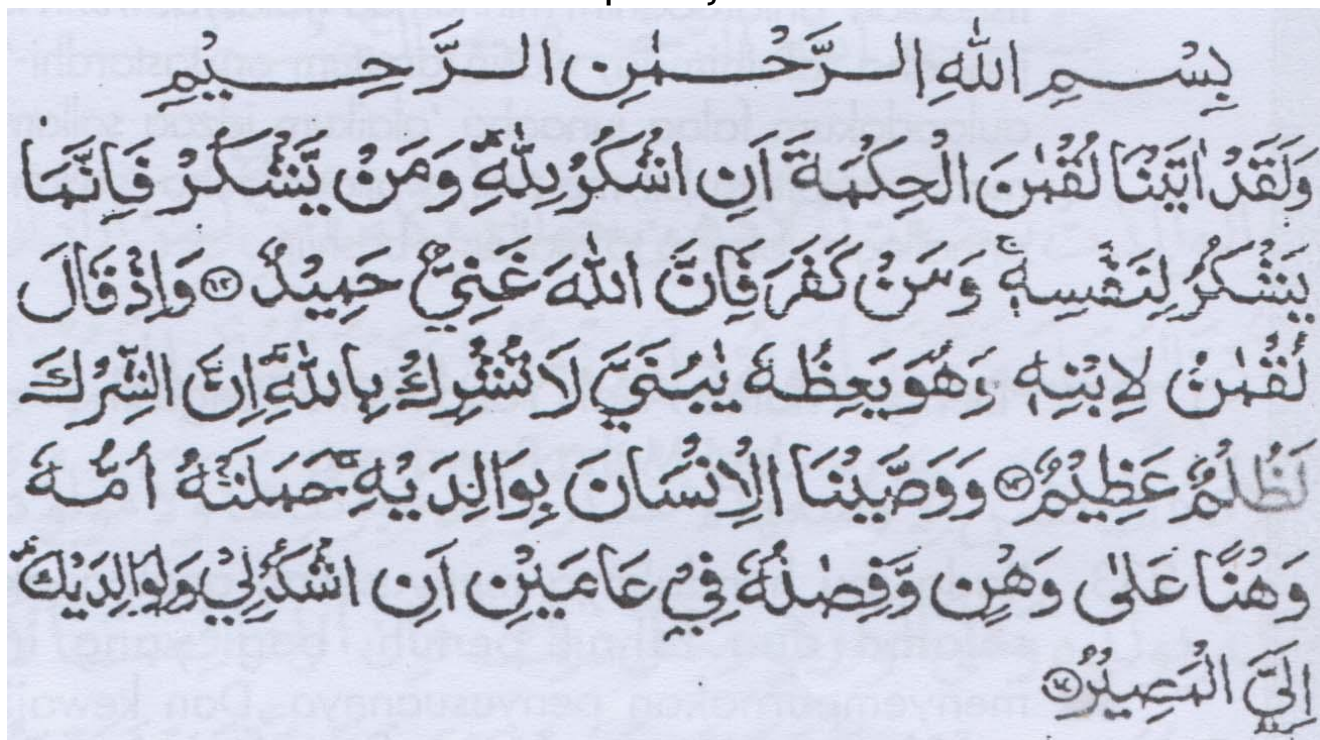 بِسْمِ اللّٰهِ الرَّحْمٰنِ الرَّحِيْمِ
وَلَقَدْ اٰتَيْنَا لُقْمٰنَ الْحِكْمَةَ اَنِ اشْكُرْ لِلّٰهِ ۗ وَمَنْ يَّشْكُرْ فَاِنَّمَا
يَشْكُرُ لِنَفْسِهٖ ۚ وَمَنْ كَفَرَ فَاِنَّ اللّٰهَ غَنِيٌّ حَمِيْدٌ ۝١٢ وَاِذْ قَالَ
لُقْمٰنُ لِابْنِهٖ وَهُوَ يَعِظُهٗ يٰبُنَيَّ لَا تُشْرِكْ بِاللّٰهِ ۗ اِنَّ الشِّرْكَ
لَظُلْمٌ عَظِيْمٌ ۝١٣ وَوَصَّيْنَا الْاِنْسَانَ بِوَالِدَيْهِ ۚ حَمَلَتْهُ اُمُّهٗ
وَهْنًا عَلٰى وَهْنٍ وَّفِصٰلُهٗ فِيْ عَامَيْنِ اَنِ اشْكُرْ لِيْ وَلِوَالِدَيْكَ ۗ
اِلَيَّ الْمَصِيْرُ ۝١٤